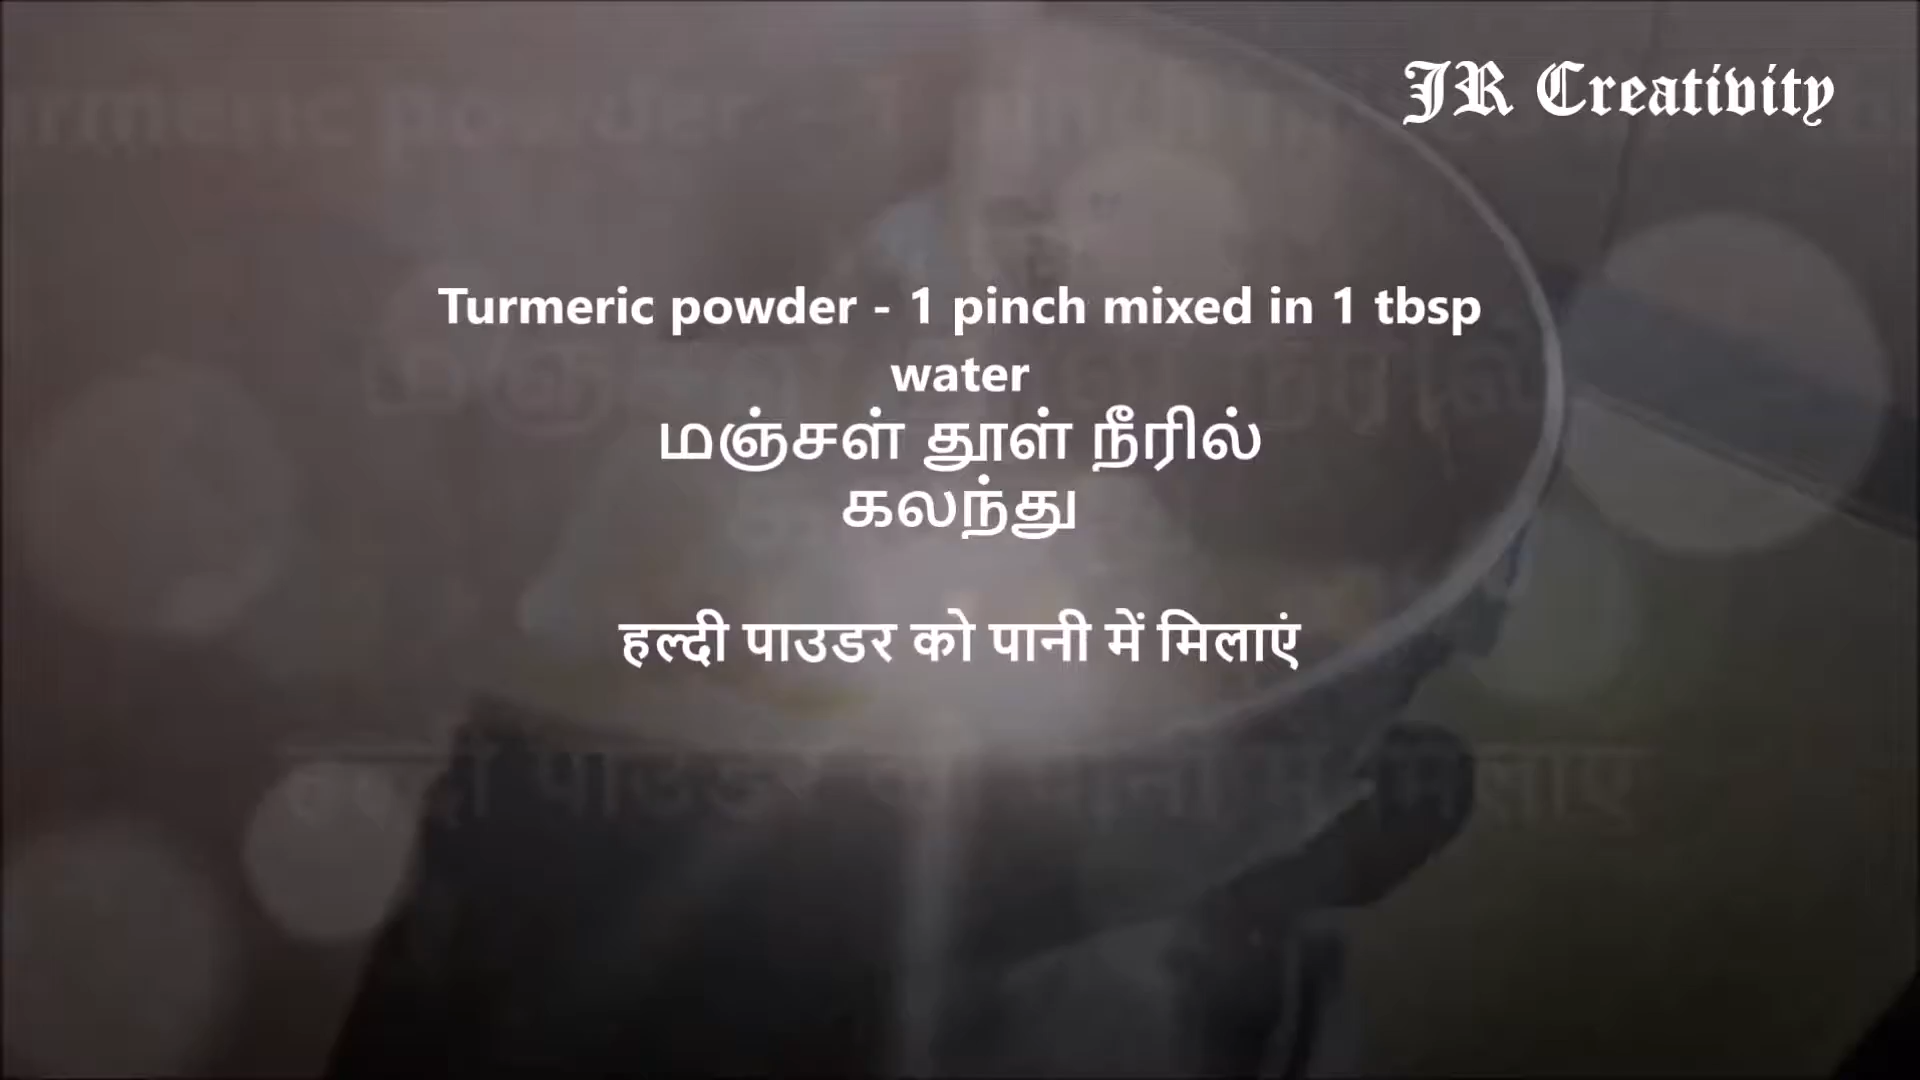 JR Creativity
Turmeric powder - 1 pinch mixed in 1 tbsp
water
மஞ்சள் தூள் நீரில்
கலந்து
हल्दी पाउडर को पानी में मिलाएं